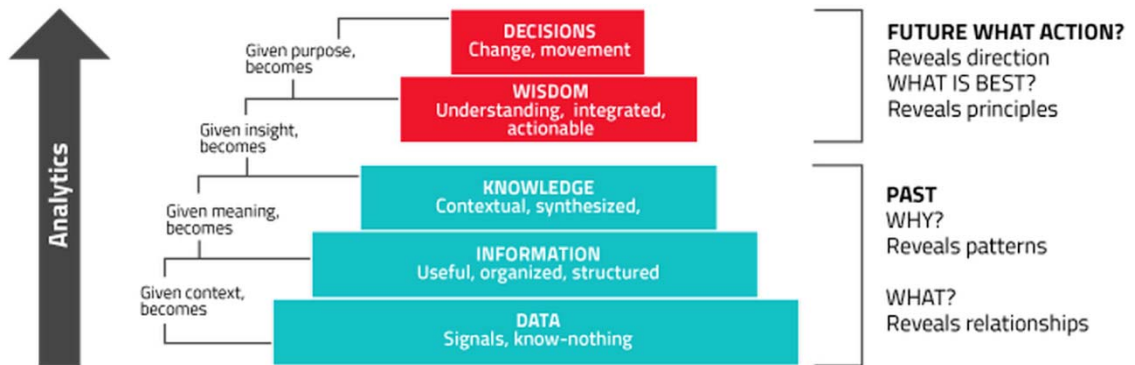 Analytics
Given purpose,
becomes
Given insight,
becomes
Given meaning,
becomes
Given context,
becomes
DECISIONS
Change, movement
WISDOM
Understanding, integrated,
actionable
KNOWLEDGE
Contextual, synthesized,
INFORMATION
Useful, organized, structured
DATA
Signals, know-nothing
FUTURE WHAT ACTION?
Reveals direction
WHAT IS BEST?
Reveals principles
PAST
WHY?
Reveals patterns
WHAT?
Reveals relationships